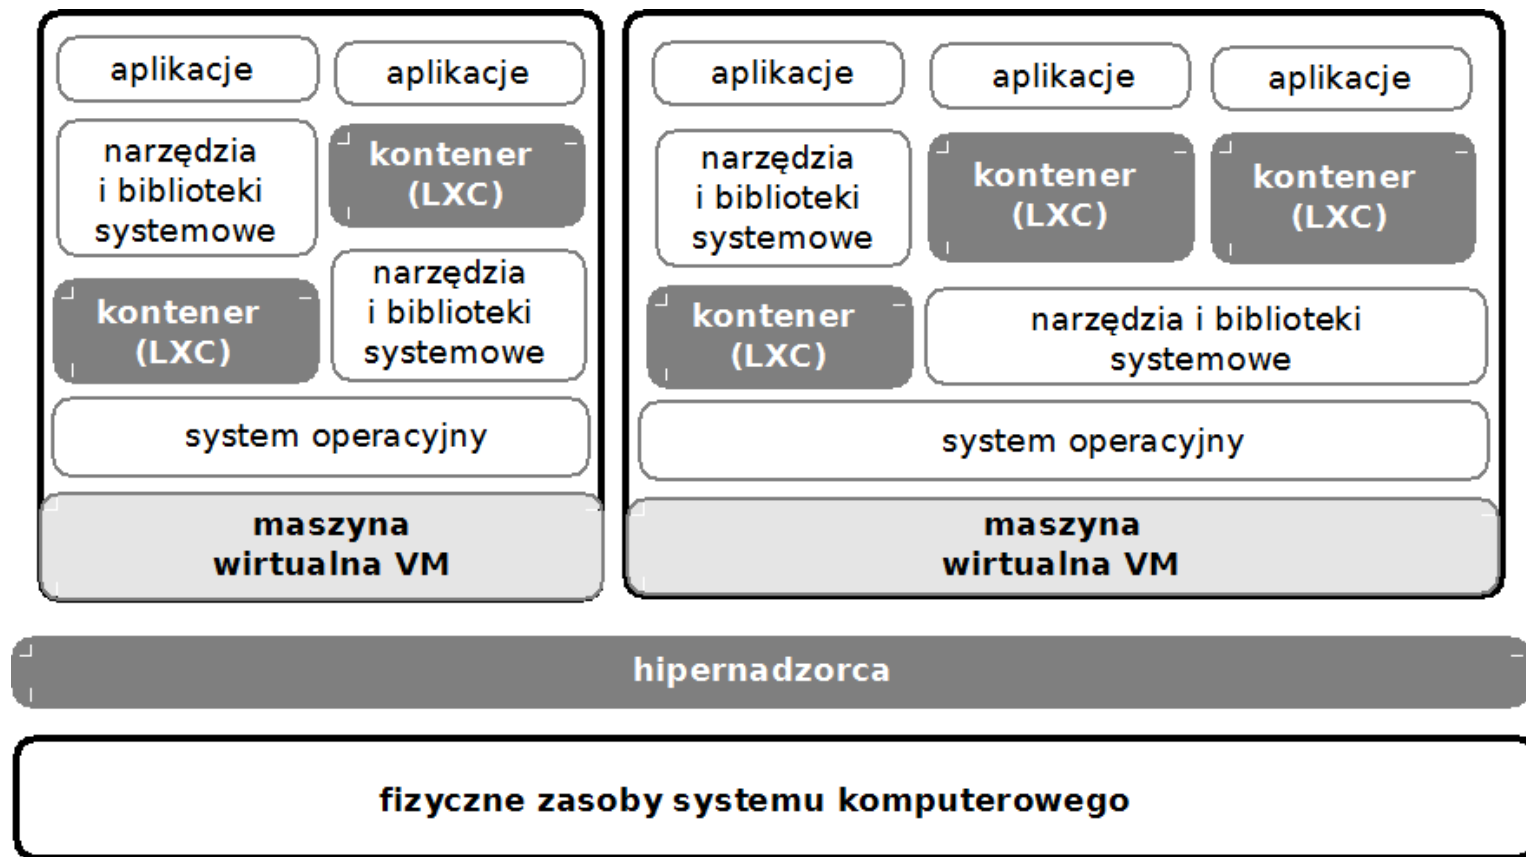 aplikacje
aplikacje
narzędzia
i biblioteki
systemowe
kontener
(LXC)
kontener
(LXC)
narzędzia
i biblioteki
systemowe
system operacyjny
maszyna
wirtualna VM
aplikacje
aplikacje
aplikacje
narzędzia
i biblioteki
systemowe
kontener
(LXC)
kontener
(LXC)
kontener
(LXC)
narzędzia i biblioteki
systemowe
system operacyjny
maszyna
wirtualna VM
hipernadzorca
fizyczne zasoby systemu komputerowego